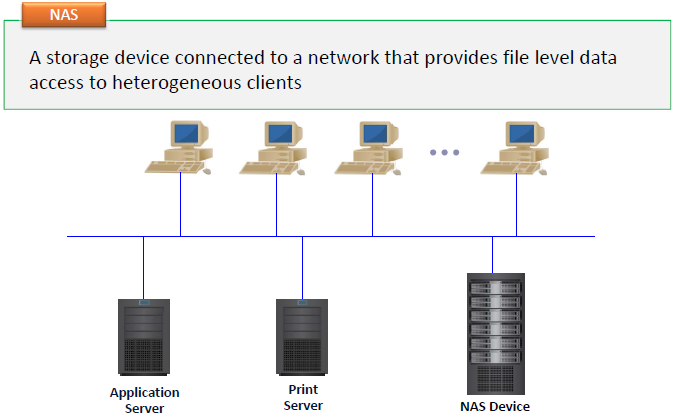 NAS
A storage device connected to a network that provides file level data
access to heterogeneous clients
Application
Server
Print
Server
NAS Device